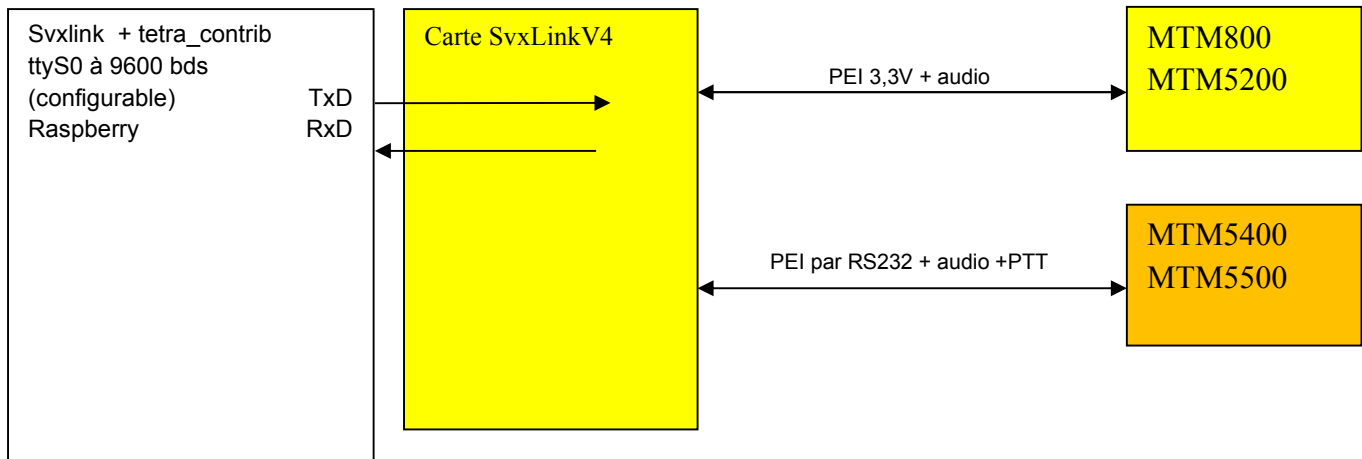 Svxlink + tetra_contrib
ttyS0 à 9600 bds
(configurable) TxD
Raspberry RxD
Carte SvxLinkV4
PEI 3,3V + audio
MTM800
MTM5200
PEI par RS232 + audio +PTT
MTM5400
MTM5500